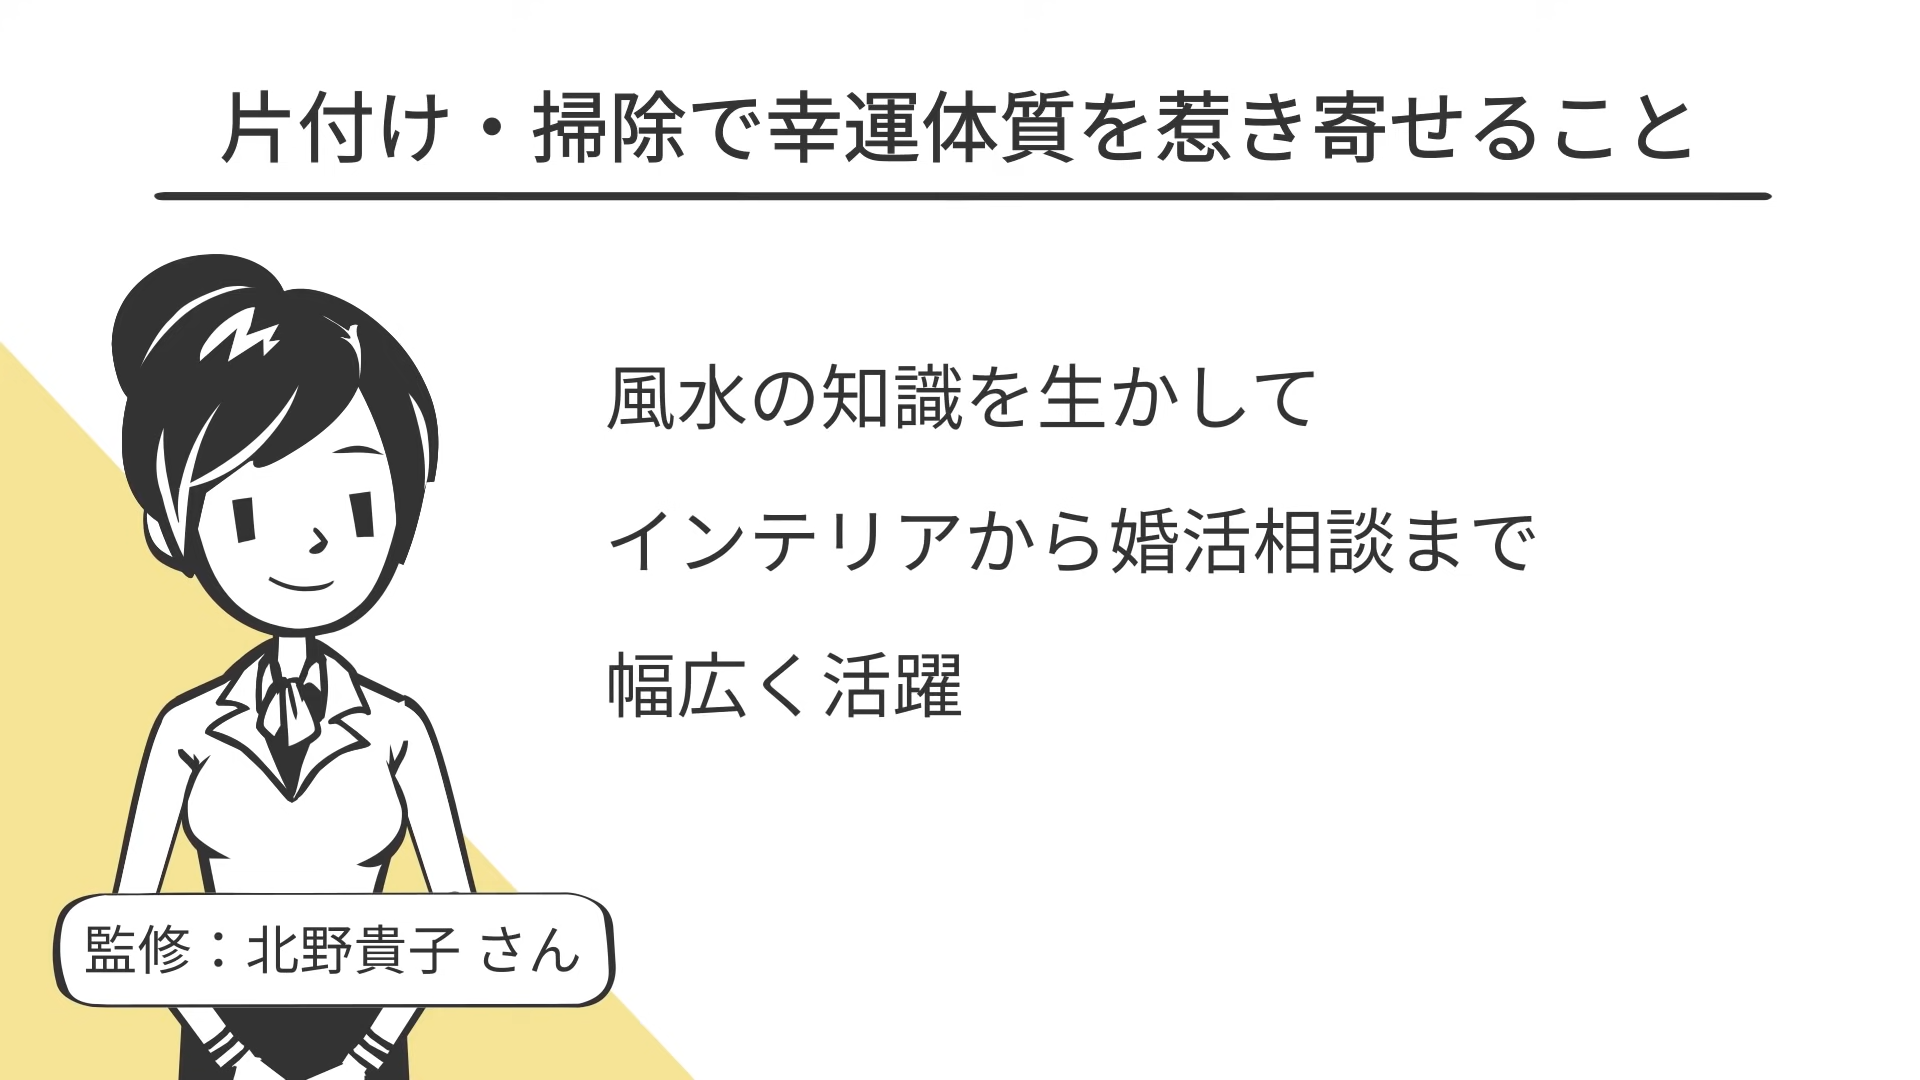 片付け・掃除で幸運体質を惹き寄せること
風水の知識を生かして
インテリアから婚活相談まで
幅広く活躍
監修：北野貴子 さん